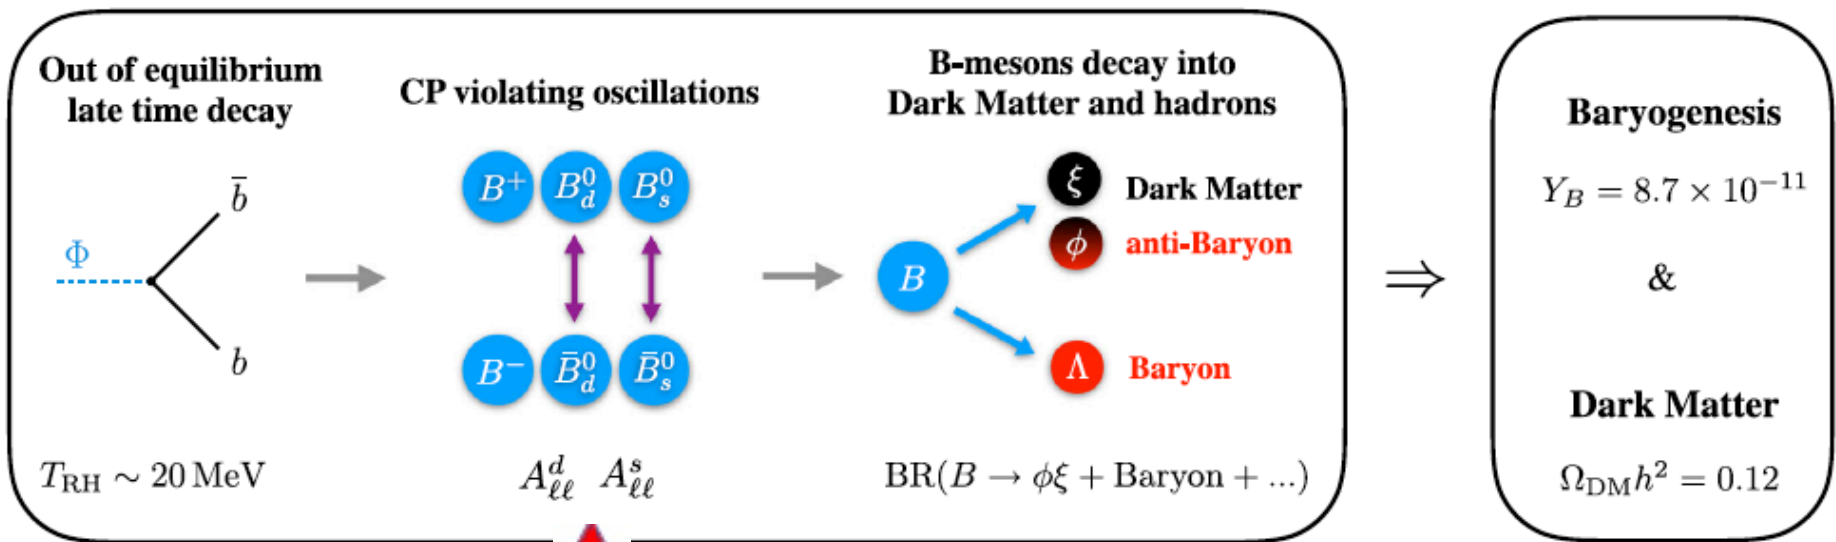 Out of equilibrium
late time decay
Φ
b̄
b
T_RH ∼ 20 MeV
CP violating oscillations
B⁺ B⁰_d B⁰_s
B⁻ B̄⁰_d B̄⁰_s
A^d_ℓℓ A^s_ℓℓ
B-mesons decay into
Dark Matter and hadrons
B
ξ Dark Matter
ϕ anti-Baryon
Λ Baryon
BR(B → ϕξ + Baryon + ...)
⇒
Baryogenesis
Y_B = 8.7 × 10⁻¹¹
&
Dark Matter
Ω_DM h² = 0.12